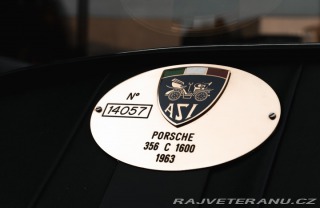 N°
14057
ASI
PORSCHE
356 C 1600
1963
RAJVETERANU.CZ